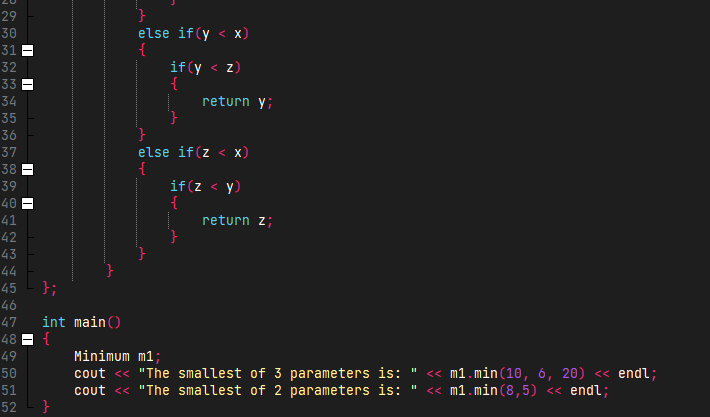 28 }
29 }
30 else if(y < x)
31 {
32 if(y < z)
33 {
34 return y;
35 }
36 }
37 else if(z < x)
38 {
39 if(z < y)
40 {
41 return z;
42 }
43 }
44 }
45 };
46
47 int main()
48 {
49 Minimum m1;
50 cout << "The smallest of 3 parameters is: " << m1.min(10, 6, 20) << endl;
51 cout << "The smallest of 2 parameters is: " << m1.min(8,5) << endl;
52 }